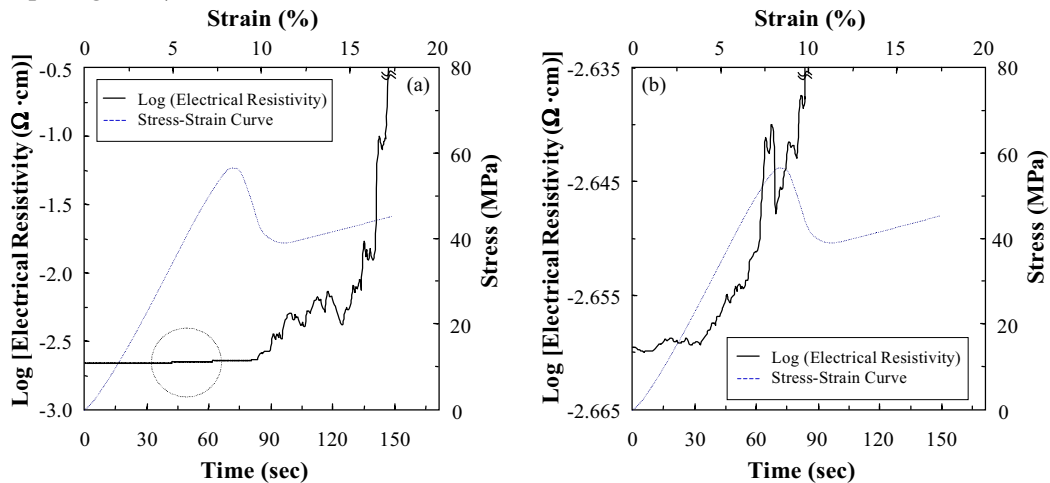 Strain (%)
0 5 10 15 20
-0.5
-1.0
-1.5
-2.0
-2.5
-3.0
Log [Electrical Resistivity (Ω·cm)]
(a)
Log (Electrical Resistivity)
Stress-Strain Curve
80
60
40
20
0
Stress (MPa)
0 30 60 90 120 150
Time (sec)
Strain (%)
0 5 10 15 20
-2.635
-2.645
-2.655
-2.665
Log [Electrical Resistivity (Ω·cm)]
(b)
Log (Electrical Resistivity)
Stress-Strain Curve
80
60
40
20
0
Stress (MPa)
0 30 60 90 120 150
Time (sec)